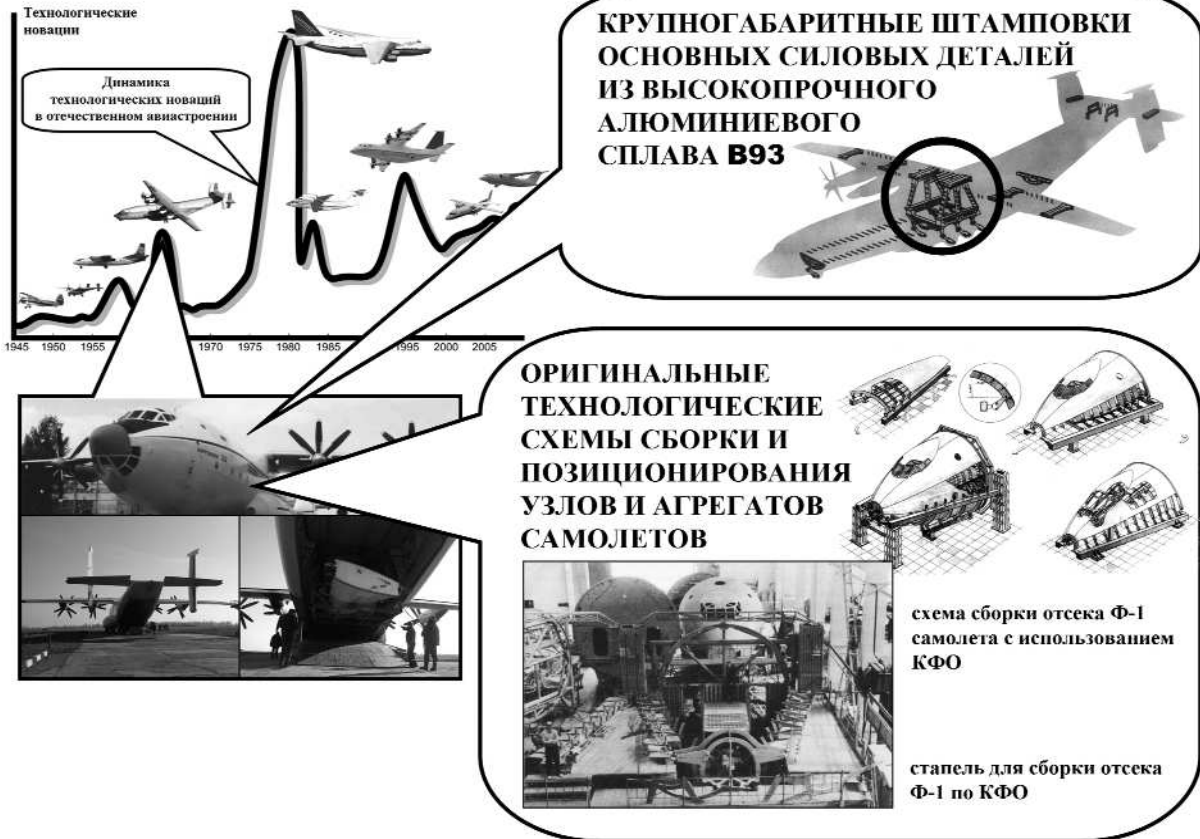 Технологические
новации
Динамика
технологических новаций
в отечественном авиастроении
1945 1950 1955 1970 1975 1980 1985 1995 2000 2005
КРУПНОГАБАРИТНЫЕ ШТАМПОВКИ
ОСНОВНЫХ СИЛОВЫХ ДЕТАЛЕЙ
ИЗ ВЫСОКОПРОЧНОГО
АЛЮМИНИЕВОГО
СПЛАВА В93
ОРИГИНАЛЬНЫЕ
ТЕХНОЛОГИЧЕСКИЕ
СХЕМЫ СБОРКИ И
ПОЗИЦИОНИРОВАНИЯ
УЗЛОВ И АГРЕГАТОВ
САМОЛЕТОВ
схема сборки отсека Ф-1
самолета с использованием
КФО
стапель для сборки отсека
Ф-1 по КФО